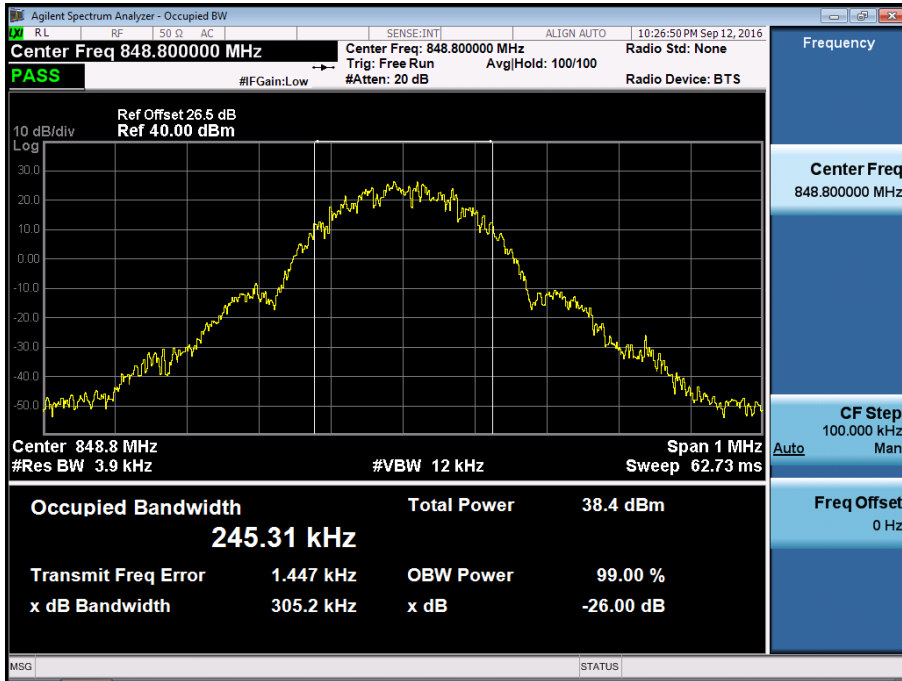 Agilent Spectrum Analyzer - Occupied BW
LXI RL RF 50 Ω AC SENSE:INT ALIGN AUTO 10:26:50 PM Sep 12, 2016
Center Freq 848.800000 MHz
PASS
#IFGain:Low
Center Freq: 848.800000 MHz
Trig: Free Run Avg|Hold: 100/100
#Atten: 20 dB
Radio Std: None
Radio Device: BTS
Ref Offset 26.5 dB
10 dB/div Ref 40.00 dBm
Log
30.0
20.0
10.0
0.00
-10.0
-20.0
-30.0
-40.0
-50.0
Center 848.8 MHz Span 1 MHz
#Res BW 3.9 kHz #VBW 12 kHz Sweep 62.73 ms
Occupied Bandwidth Total Power 38.4 dBm
245.31 kHz
Transmit Freq Error 1.447 kHz OBW Power 99.00 %
x dB Bandwidth 305.2 kHz x dB -26.00 dB
MSG STATUS
Frequency
Center Freq
848.800000 MHz
CF Step
100.000 kHz
Auto Man
Freq Offset
0 Hz